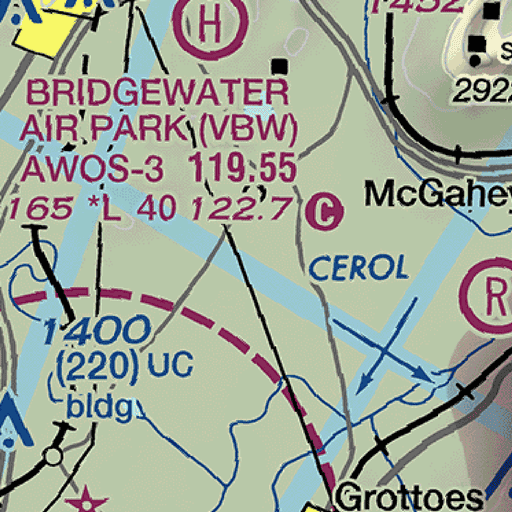 1452
H
2922
BRIDGEWATER
AIR PARK (VBW)
AWOS-3 119.55
165 *L 40 122.7 C
McGahey
CEROL
R
1400
(220) UC
bldg
Grottoes